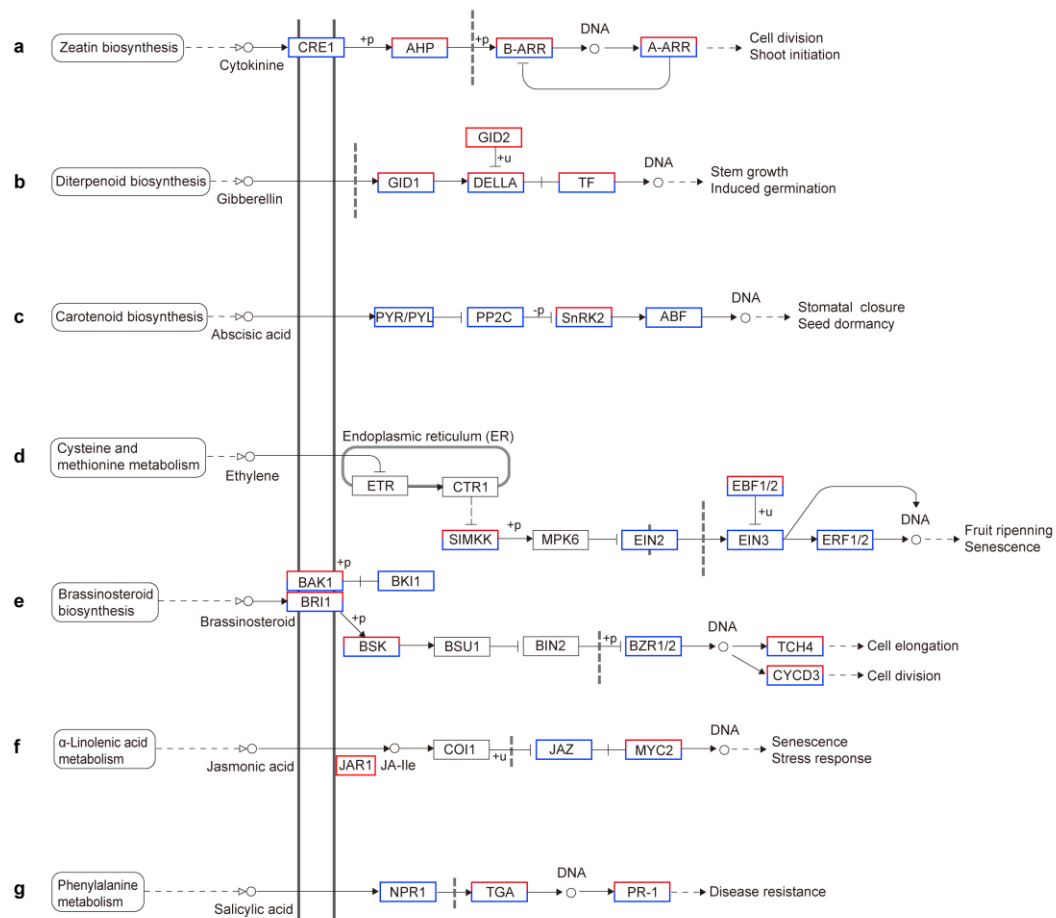 a
Zeatin biosynthesis
Cytokinine
CRE1
+p
AHP
+p
B-ARR
DNA
A-ARR
Cell division
Shoot initiation
b
Diterpenoid biosynthesis
Gibberellin
GID1
GID2
+u
DELLA
TF
DNA
Stem growth
Induced germination
c
Carotenoid biosynthesis
Abscisic acid
PYR/PYL
PP2C
-p
SnRK2
ABF
DNA
Stomatal closure
Seed dormancy
d
Cysteine and
methionine metabolism
Ethylene
Endoplasmic reticulum (ER)
ETR
CTR1
SIMKK
+p
MPK6
EIN2
EBF1/2
+u
EIN3
ERF1/2
DNA
Fruit ripenning
Senescence
e
Brassinosteroid
biosynthesis
Brassinosteroid
BAK1
+p
BKI1
BRI1
+p
BSK
BSU1
BIN2
+p
BZR1/2
DNA
TCH4
Cell elongation
CYCD3
Cell division
f
α-Linolenic acid
metabolism
Jasmonic acid
JAR1
JA-Ile
COI1
+u
JAZ
MYC2
DNA
Senescence
Stress response
g
Phenylalanine
metabolism
Salicylic acid
NPR1
TGA
DNA
PR-1
Disease resistance